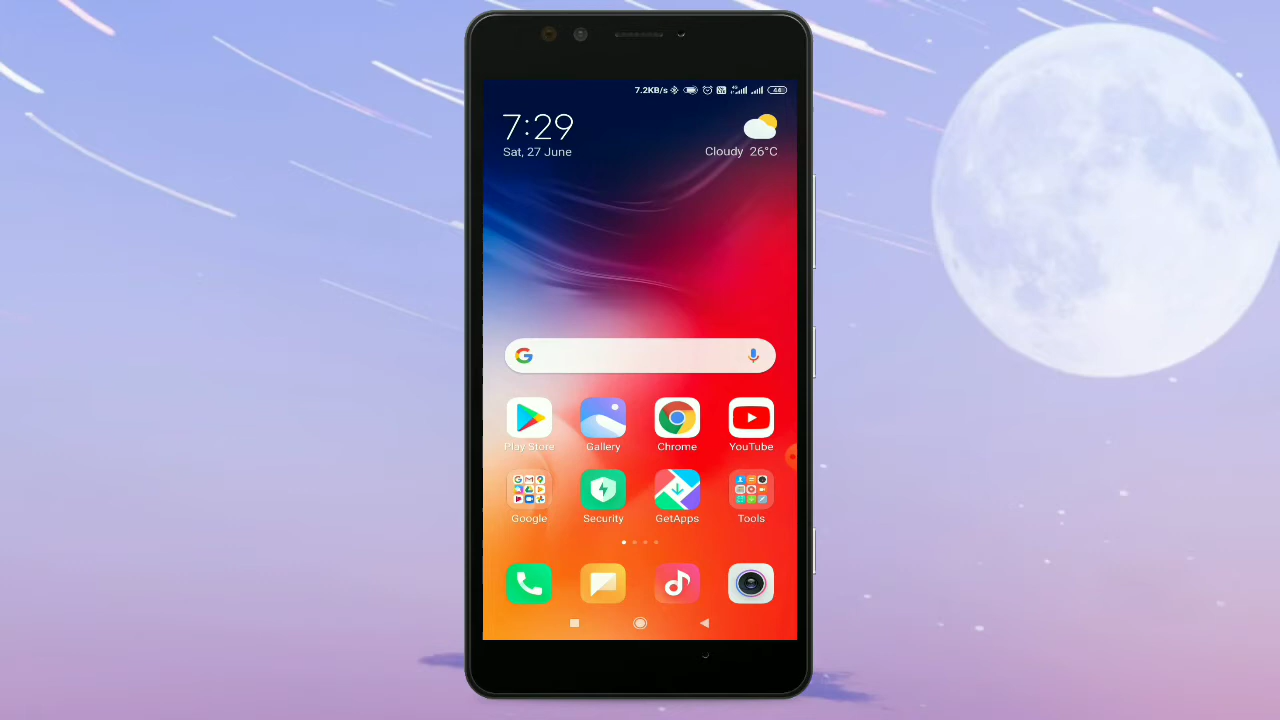 7.2KB/s
7:29
Sat, 27 June
Cloudy 26°C
Play Store Gallery Chrome YouTube
Google Security GetApps Tools